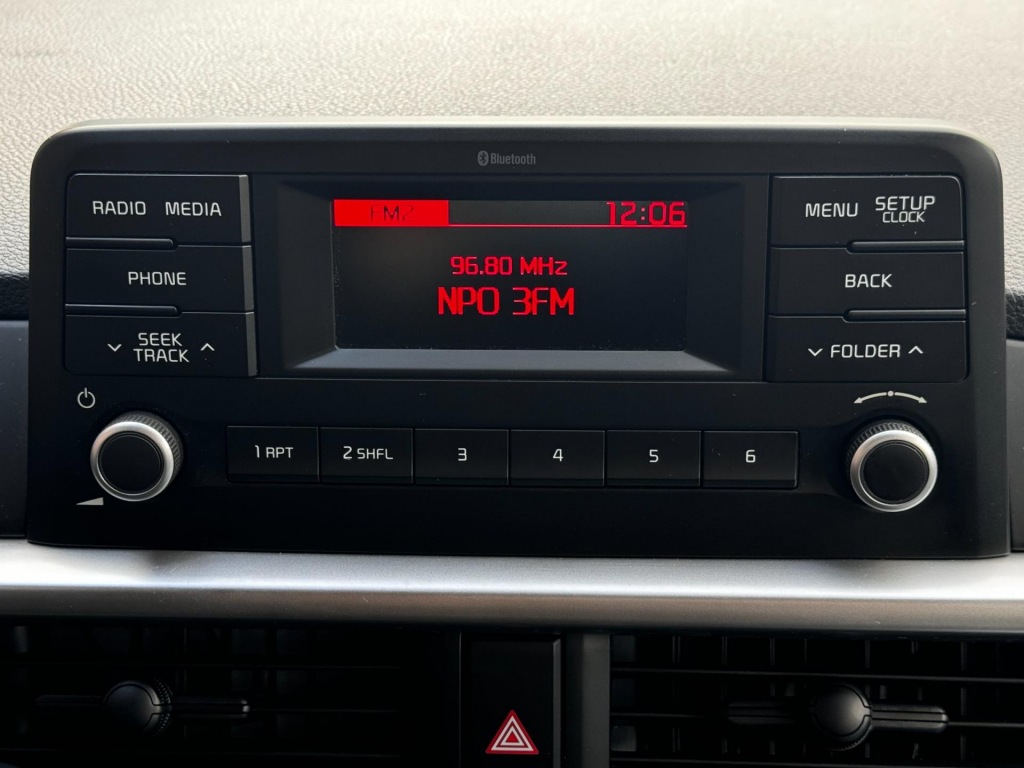 Bluetooth
RADIO MEDIA
PHONE
SEEK
TRACK
FM2
12:06
96.80 MHz
NPO 3FM
MENU SETUP
CLOCK
BACK
FOLDER
1 RPT
2 SHFL
3
4
5
6